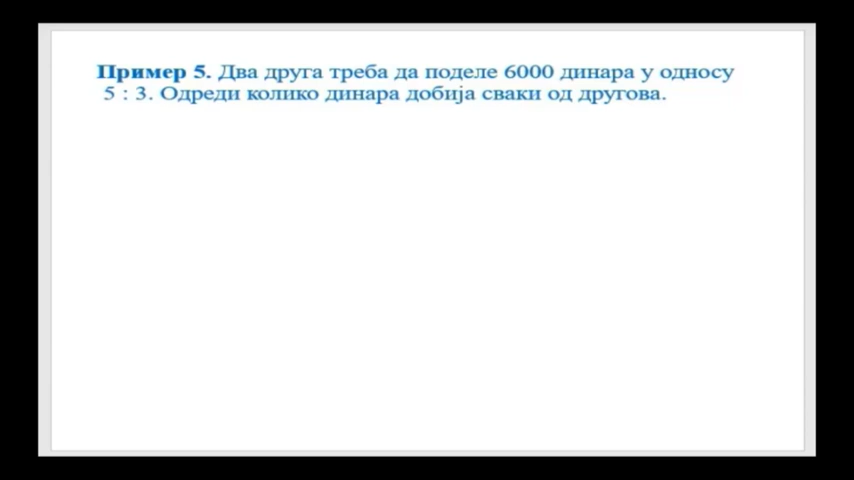 Пример 5. Два друга треба да поделе 6000 динара у односу
5 : 3. Одреди колико динара добија сваки од другова.